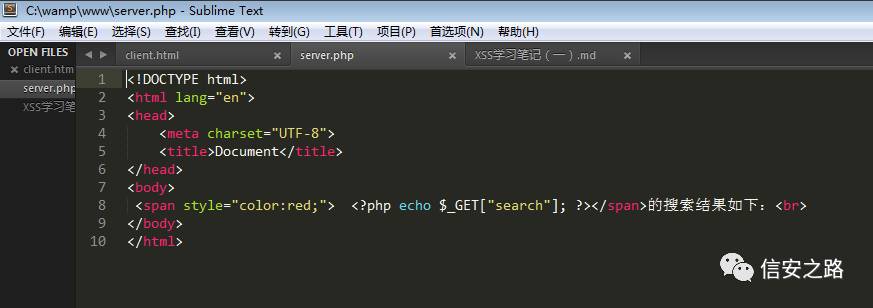 C:\wamp\www\server.php - Sublime Text
文件(F) 编辑(E) 选择(S) 查找(I) 查看(V) 转到(G) 工具(T) 项目(P) 首选项(N) 帮助(H)
OPEN FILES
client.htm
server.php
XSS学习笔
client.html server.php XSS学习笔记（一）.md
1 <!DOCTYPE html>
2 <html lang="en">
3 <head>
4 <meta charset="UTF-8">
5 <title>Document</title>
6 </head>
7 <body>
8 <span style="color:red;"> <?php echo $_GET["search"]; ?></span>的搜索结果如下：<br>
9 </body>
10 </html>
信安之路